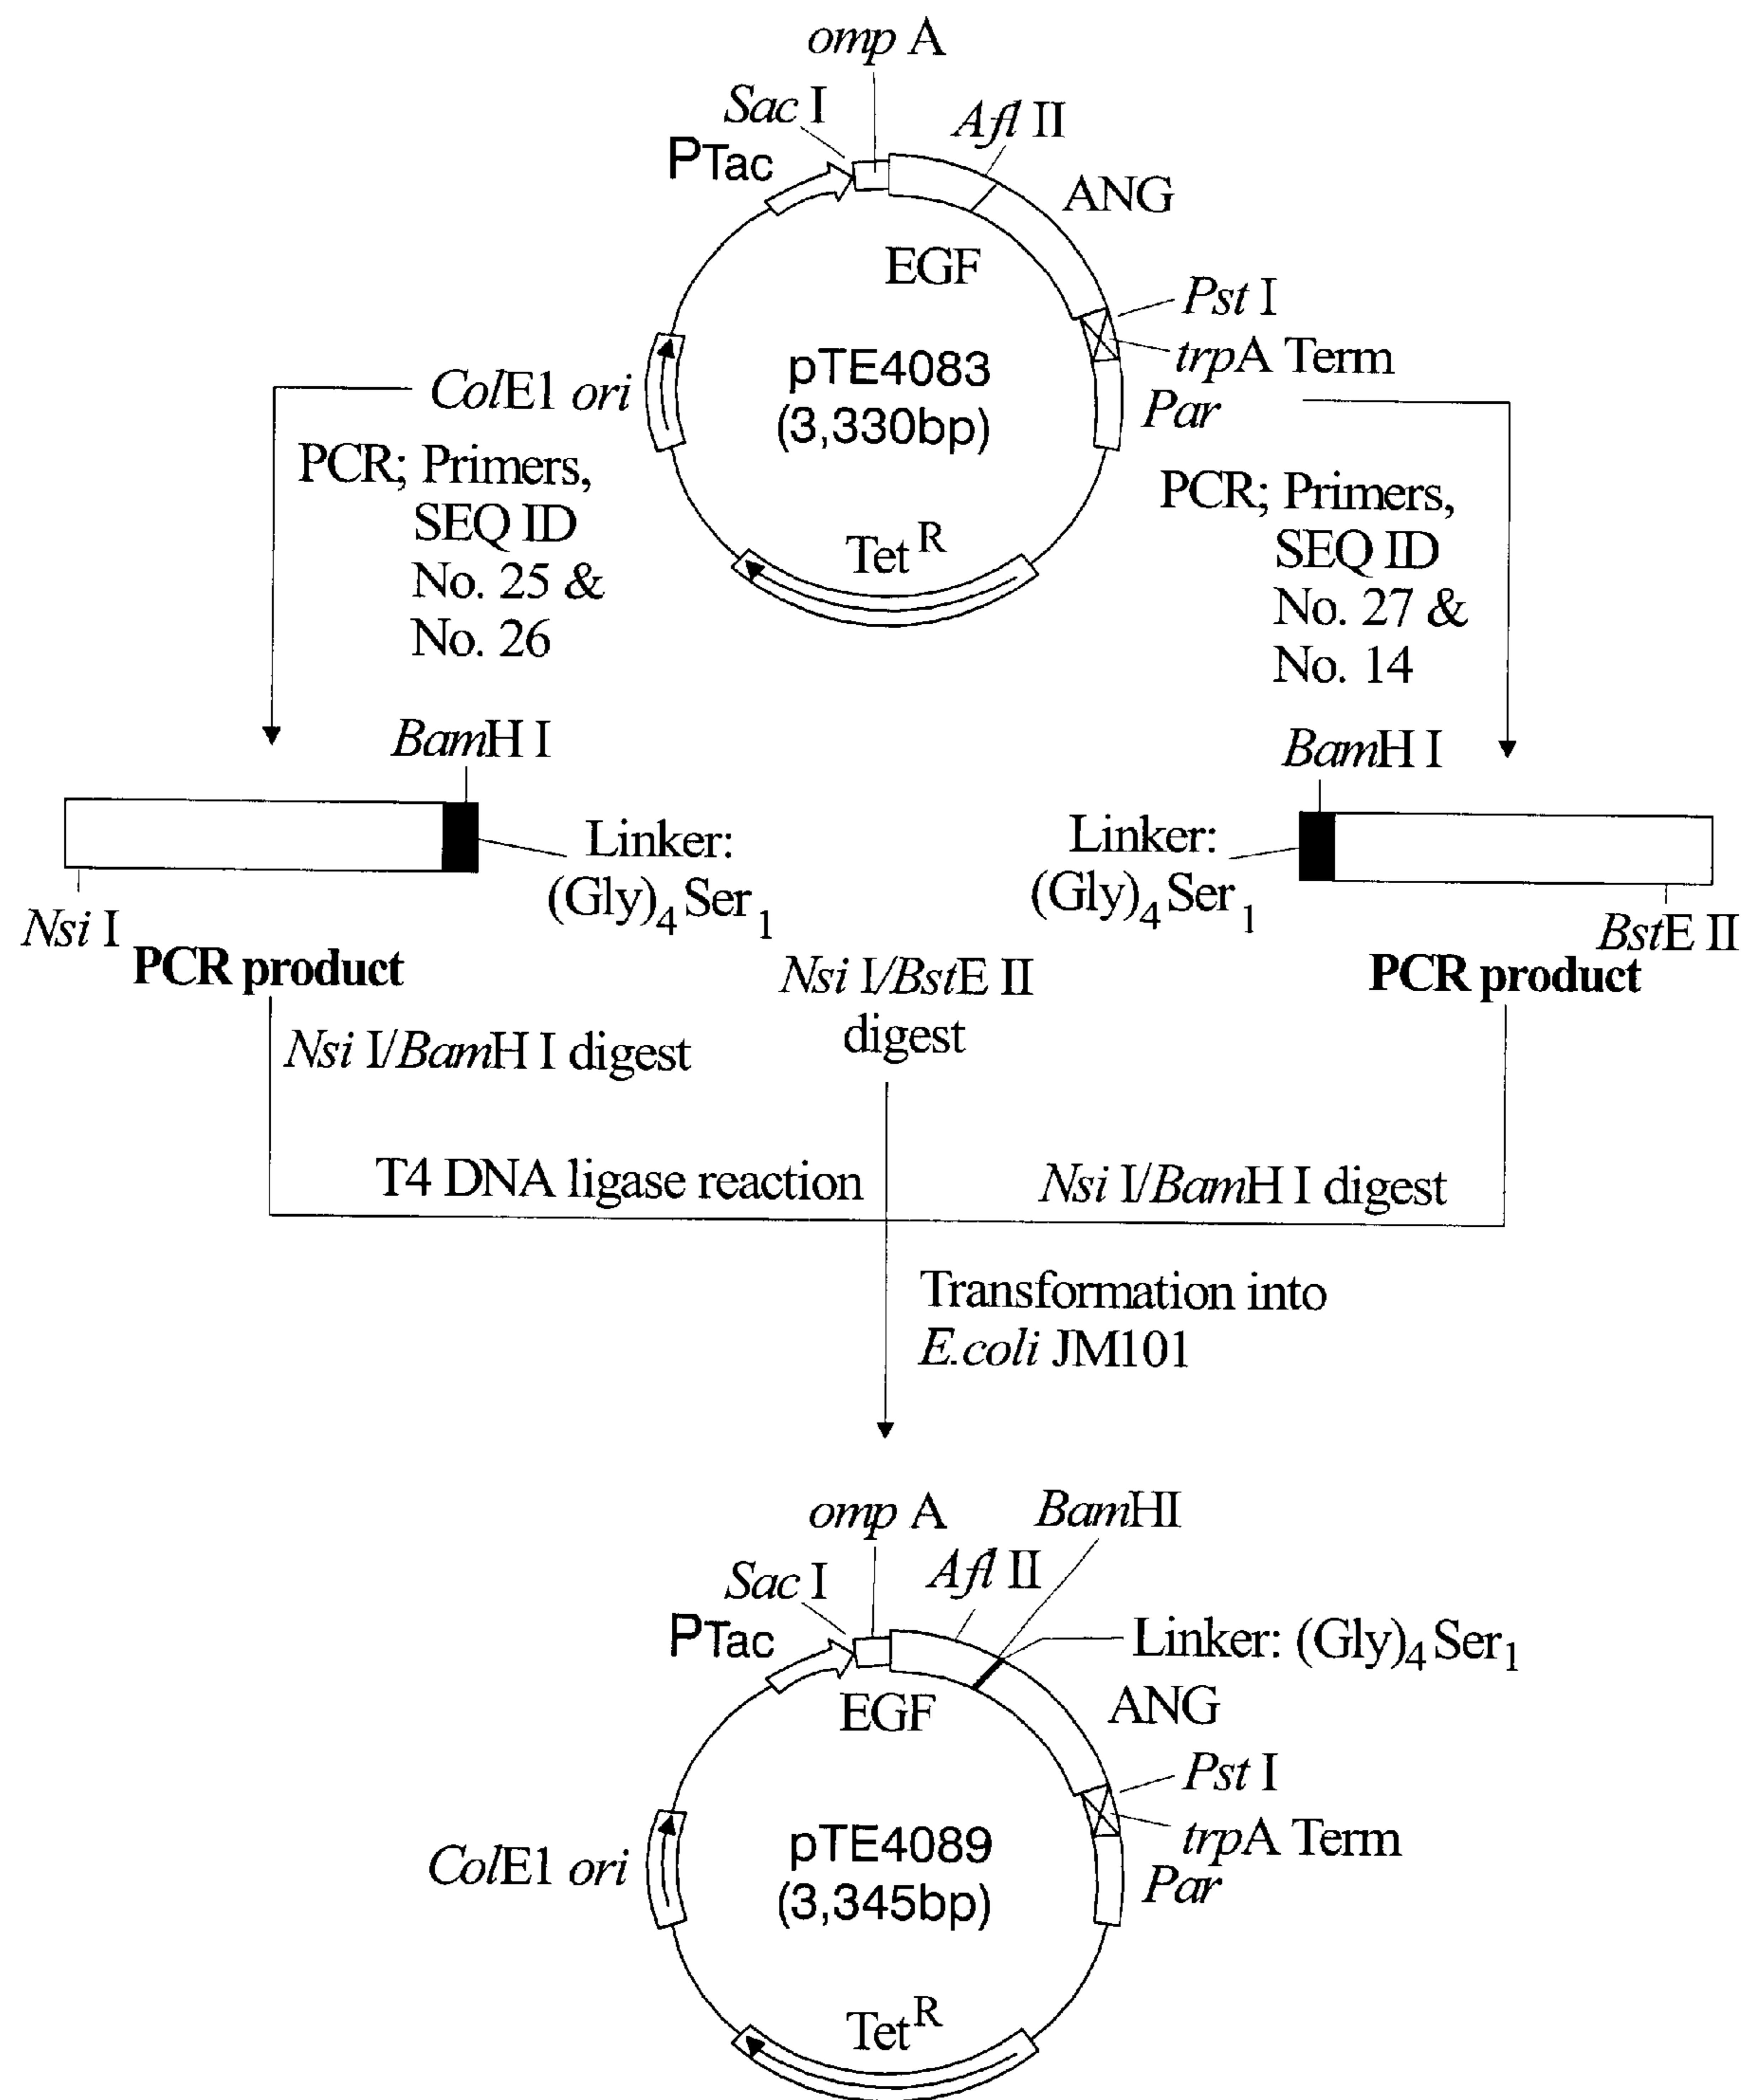 omp A
Sac I
Afl II
PTac
ANG
EGF
Pst I
trpA Term
pTE4083
(3,330bp)
ColE1 ori
Par
PCR; Primers,
SEQ ID
No. 25 &
No. 26
PCR; Primers,
SEQ ID
No. 27 &
No. 14
Tet R
BamH I
BamH I
Linker:
(Gly)4 Ser 1
Linker:
(Gly)4 Ser 1
Nsi I
BstE II
PCR product
Nsi I/BstE II
digest
PCR product
Nsi I/BamH I digest
T4 DNA ligase reaction
Nsi I/BamH I digest
Transformation into
E.coli JM101
omp A
BamHI
Sac I
Afl II
PTac
Linker: (Gly)4 Ser1
EGF
ANG
Pst I
trpA Term
pTE4089
(3,345bp)
ColE1 ori
Par
Tet R